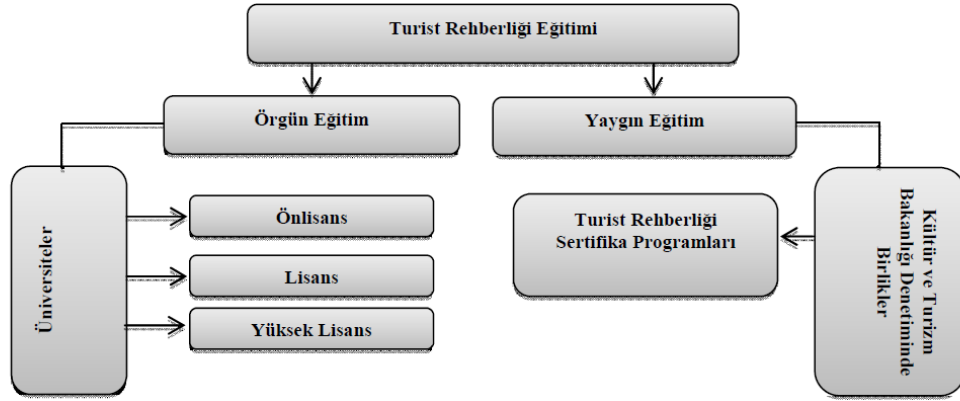 Turist Rehberliği Eğitimi
Örgün Eğitim
Yaygın Eğitim
Üniversiteler
Önlisans
Lisans
Yüksek Lisans
Turist Rehberliği
Sertifika Programları
Kültür ve Turizm
Bakanlığı Denetiminde
Birlikler